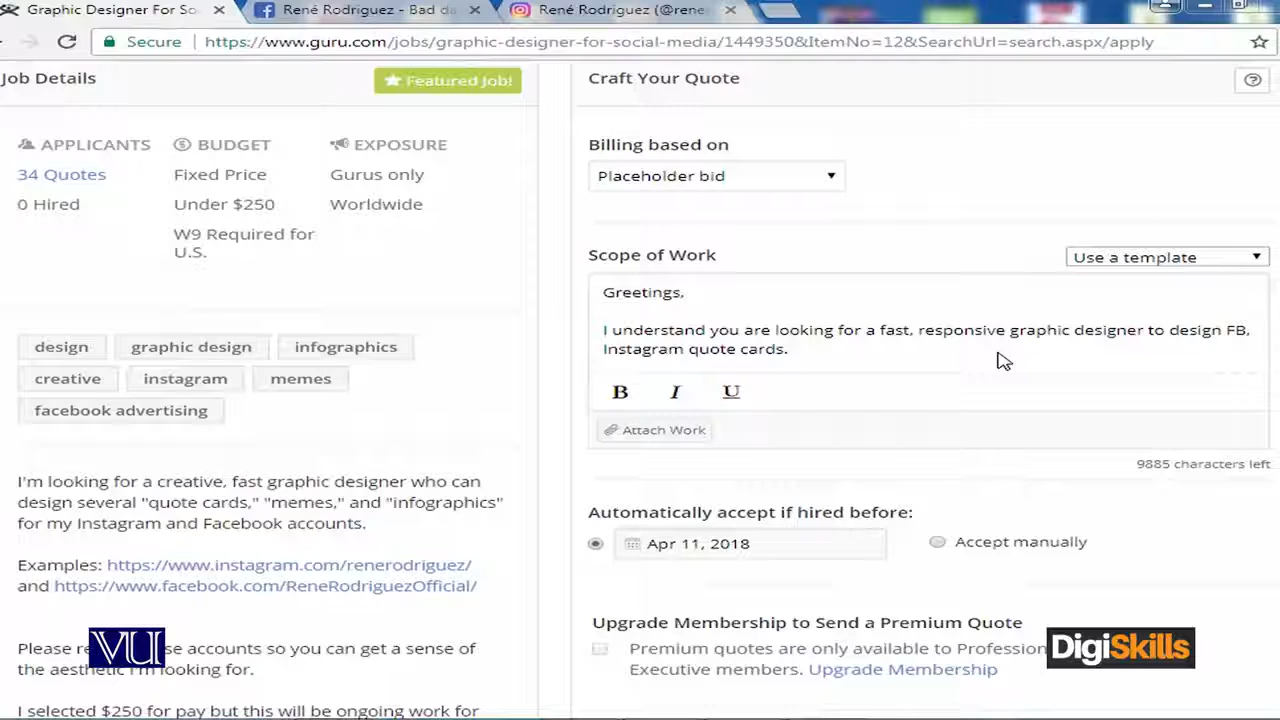 Graphic Designer For So
René Rodriguez - Bad da
René Rodriguez (@rene
Secure
https://www.guru.com/jobs/graphic-designer-for-social-media/1449350&ItemNo=12&SearchUrl=search.aspx/apply
Job Details
Featured Job!
APPLICANTS
BUDGET
EXPOSURE
34 Quotes
Fixed Price
Gurus only
0 Hired
Under $250
Worldwide
W9 Required for
U.S.
design
graphic design
infographics
creative
instagram
memes
facebook advertising
I'm looking for a creative, fast graphic designer who can
design several "quote cards," "memes," and "infographics"
for my Instagram and Facebook accounts.
Examples: https://www.instagram.com/renerodriguez/
and https://www.facebook.com/ReneRodriguezOfficial/
Please re se accounts so you can get a sense of
the aesthetic I'm looking for.
I selected $250 for pay but this will be ongoing work for
VU
Craft Your Quote
Billing based on
Placeholder bid
Scope of Work
Use a template
Greetings,
I understand you are looking for a fast, responsive graphic designer to design FB,
Instagram quote cards.
B I U
Attach Work
9885 characters left
Automatically accept if hired before:
Apr 11, 2018
Accept manually
Upgrade Membership to Send a Premium Quote
Premium quotes are only available to Profession
Executive members. Upgrade Membership
DigiSkills